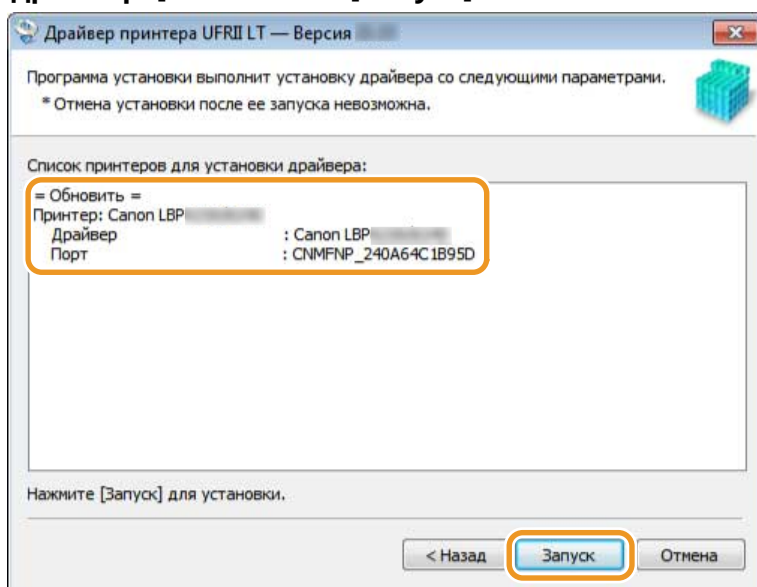 Драйвер принтера UFRII LT — Версия
Программа установки выполнит установку драйвера со следующими параметрами.
* Отмена установки после ее запуска невозможна.
Список принтеров для установки драйвера:
= Обновить =
Принтер: Canon LBP
Драйвер : Canon LBP
Порт : CNMFNP_240A64C1B95D
Нажмите [Запуск] для установки.
< Назад Запуск Отмена